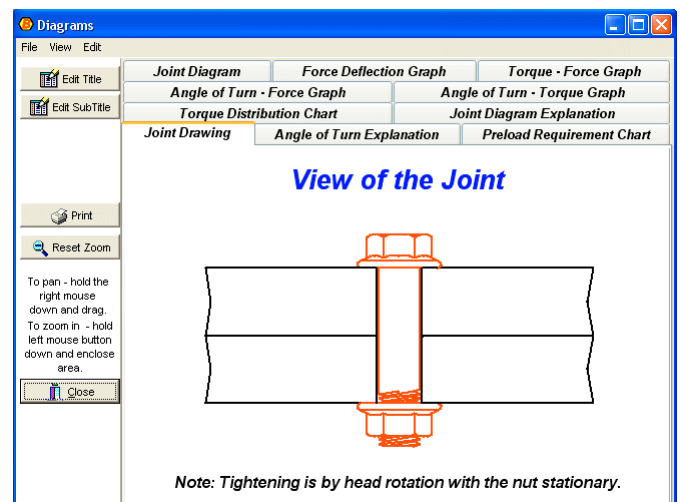 Diagrams
File View Edit
Edit Title
Edit SubTitle
Joint Diagram Force Deflection Graph Torque - Force Graph
Angle of Turn - Force Graph Angle of Turn - Torque Graph
Torque Distribution Chart Joint Diagram Explanation
Joint Drawing Angle of Turn Explanation Preload Requirement Chart
View of the Joint
Print
Reset Zoom
To pan - hold the
right mouse
down and drag.
To zoom in - hold
left mouse button
down and enclose
area.
Close
Note: Tightening is by head rotation with the nut stationary.